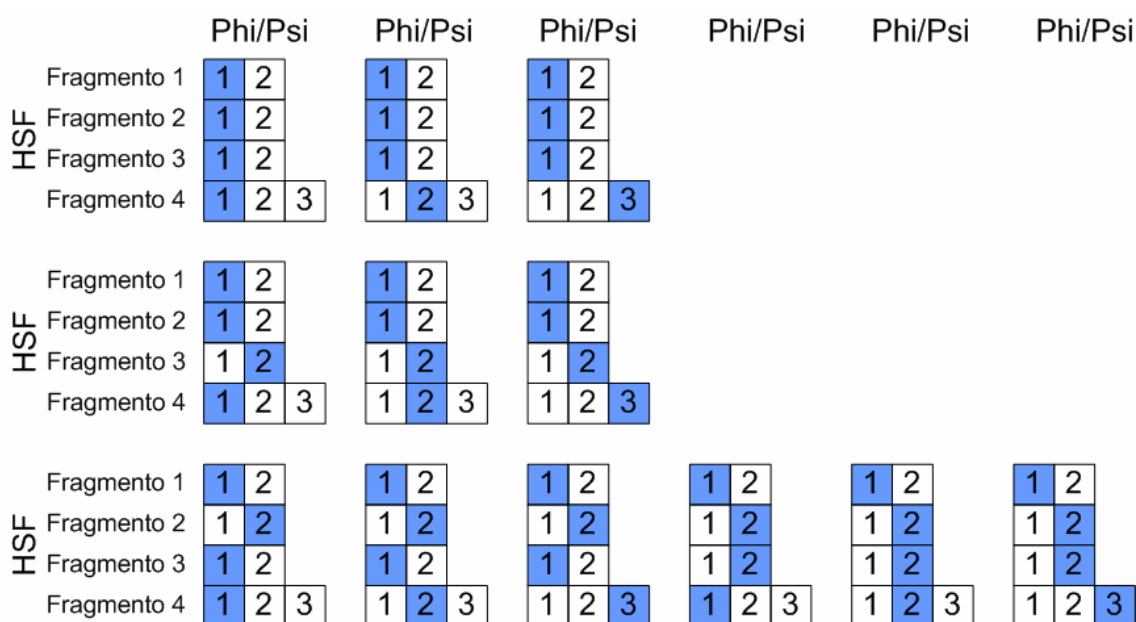 Phi/Psi Phi/Psi Phi/Psi Phi/Psi Phi/Psi Phi/Psi
HSF
Fragmento 1 1 2 1 2 1 2
Fragmento 2 1 2 1 2 1 2
Fragmento 3 1 2 1 2 1 2
Fragmento 4 1 2 3 1 2 3 1 2 3
HSF
Fragmento 1 1 2 1 2 1 2
Fragmento 2 1 2 1 2 1 2
Fragmento 3 1 2 1 2 1 2
Fragmento 4 1 2 3 1 2 3 1 2 3
HSF
Fragmento 1 1 2 1 2 1 2 1 2 1 2 1 2
Fragmento 2 1 2 1 2 1 2 1 2 1 2 1 2
Fragmento 3 1 2 1 2 1 2 1 2 1 2 1 2
Fragmento 4 1 2 3 1 2 3 1 2 3 1 2 3 1 2 3 1 2 3